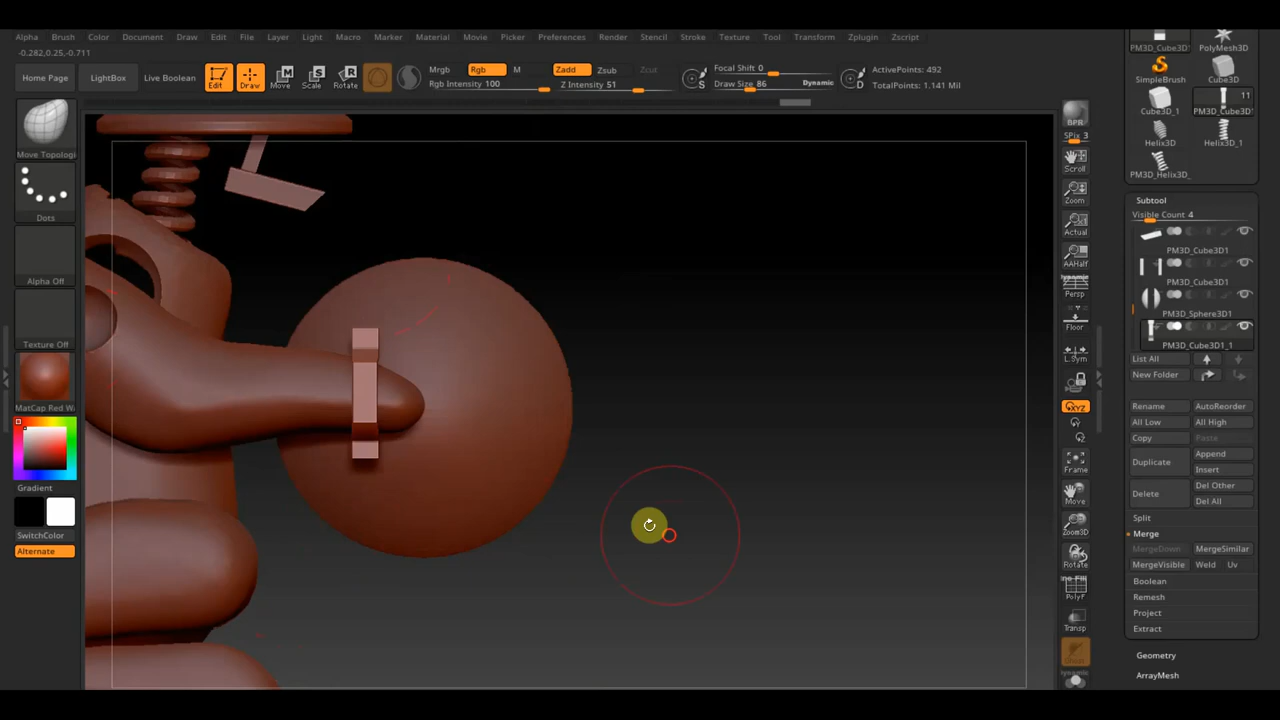 Alpha Brush Color Document Draw Edit File Layer Light Macro Marker Material Movie Picker Preferences Render Stencil Stroke Texture Tool Transform Zplugin Zscript
-0.282,0.25,-0.711
Home Page LightBox Live Boolean Edit Draw Move Scale Rotate
Mrgb Rgb M
Rgb Intensity 100
Zadd Zsub Zcut
Z Intensity 51
S
Focal Shift 0
Draw Size 86 Dynamic
D
ActivePoints: 492
TotalPoints: 1.141 Mil
Move Topologi
Dots
Alpha Off
Texture Off
MatCap Red Wa
Gradient
SwitchColor
Alternate
BPR
SPix 3
Scroll
Zoom
Actual
AAHalf
Dynamic
Persp
Floor
L.Sym
XYZ
Frame
Move
Zoom3D
Rotate
Line Fill
PolyF
Transp
Dynamic
PM3D_Cube3D PolyMesh3D
SimpleBrush Cube3D
11
Cube3D_1 PM3D_Cube3D
Helix3D Helix3D_1
PM3D_Helix3D_
Subtool
Visible Count 4
PM3D_Cube3D1
PM3D_Cube3D1
PM3D_Sphere3D1
PM3D_Cube3D1_1
List All
New Folder
Rename AutoReorder
All Low All High
Copy Paste
Duplicate Append
Insert
Delete Del Other
Del All
Split
Merge
MergeDown MergeSimilar
MergeVisible Weld Uv
Boolean
Remesh
Project
Extract
Geometry
ArrayMesh